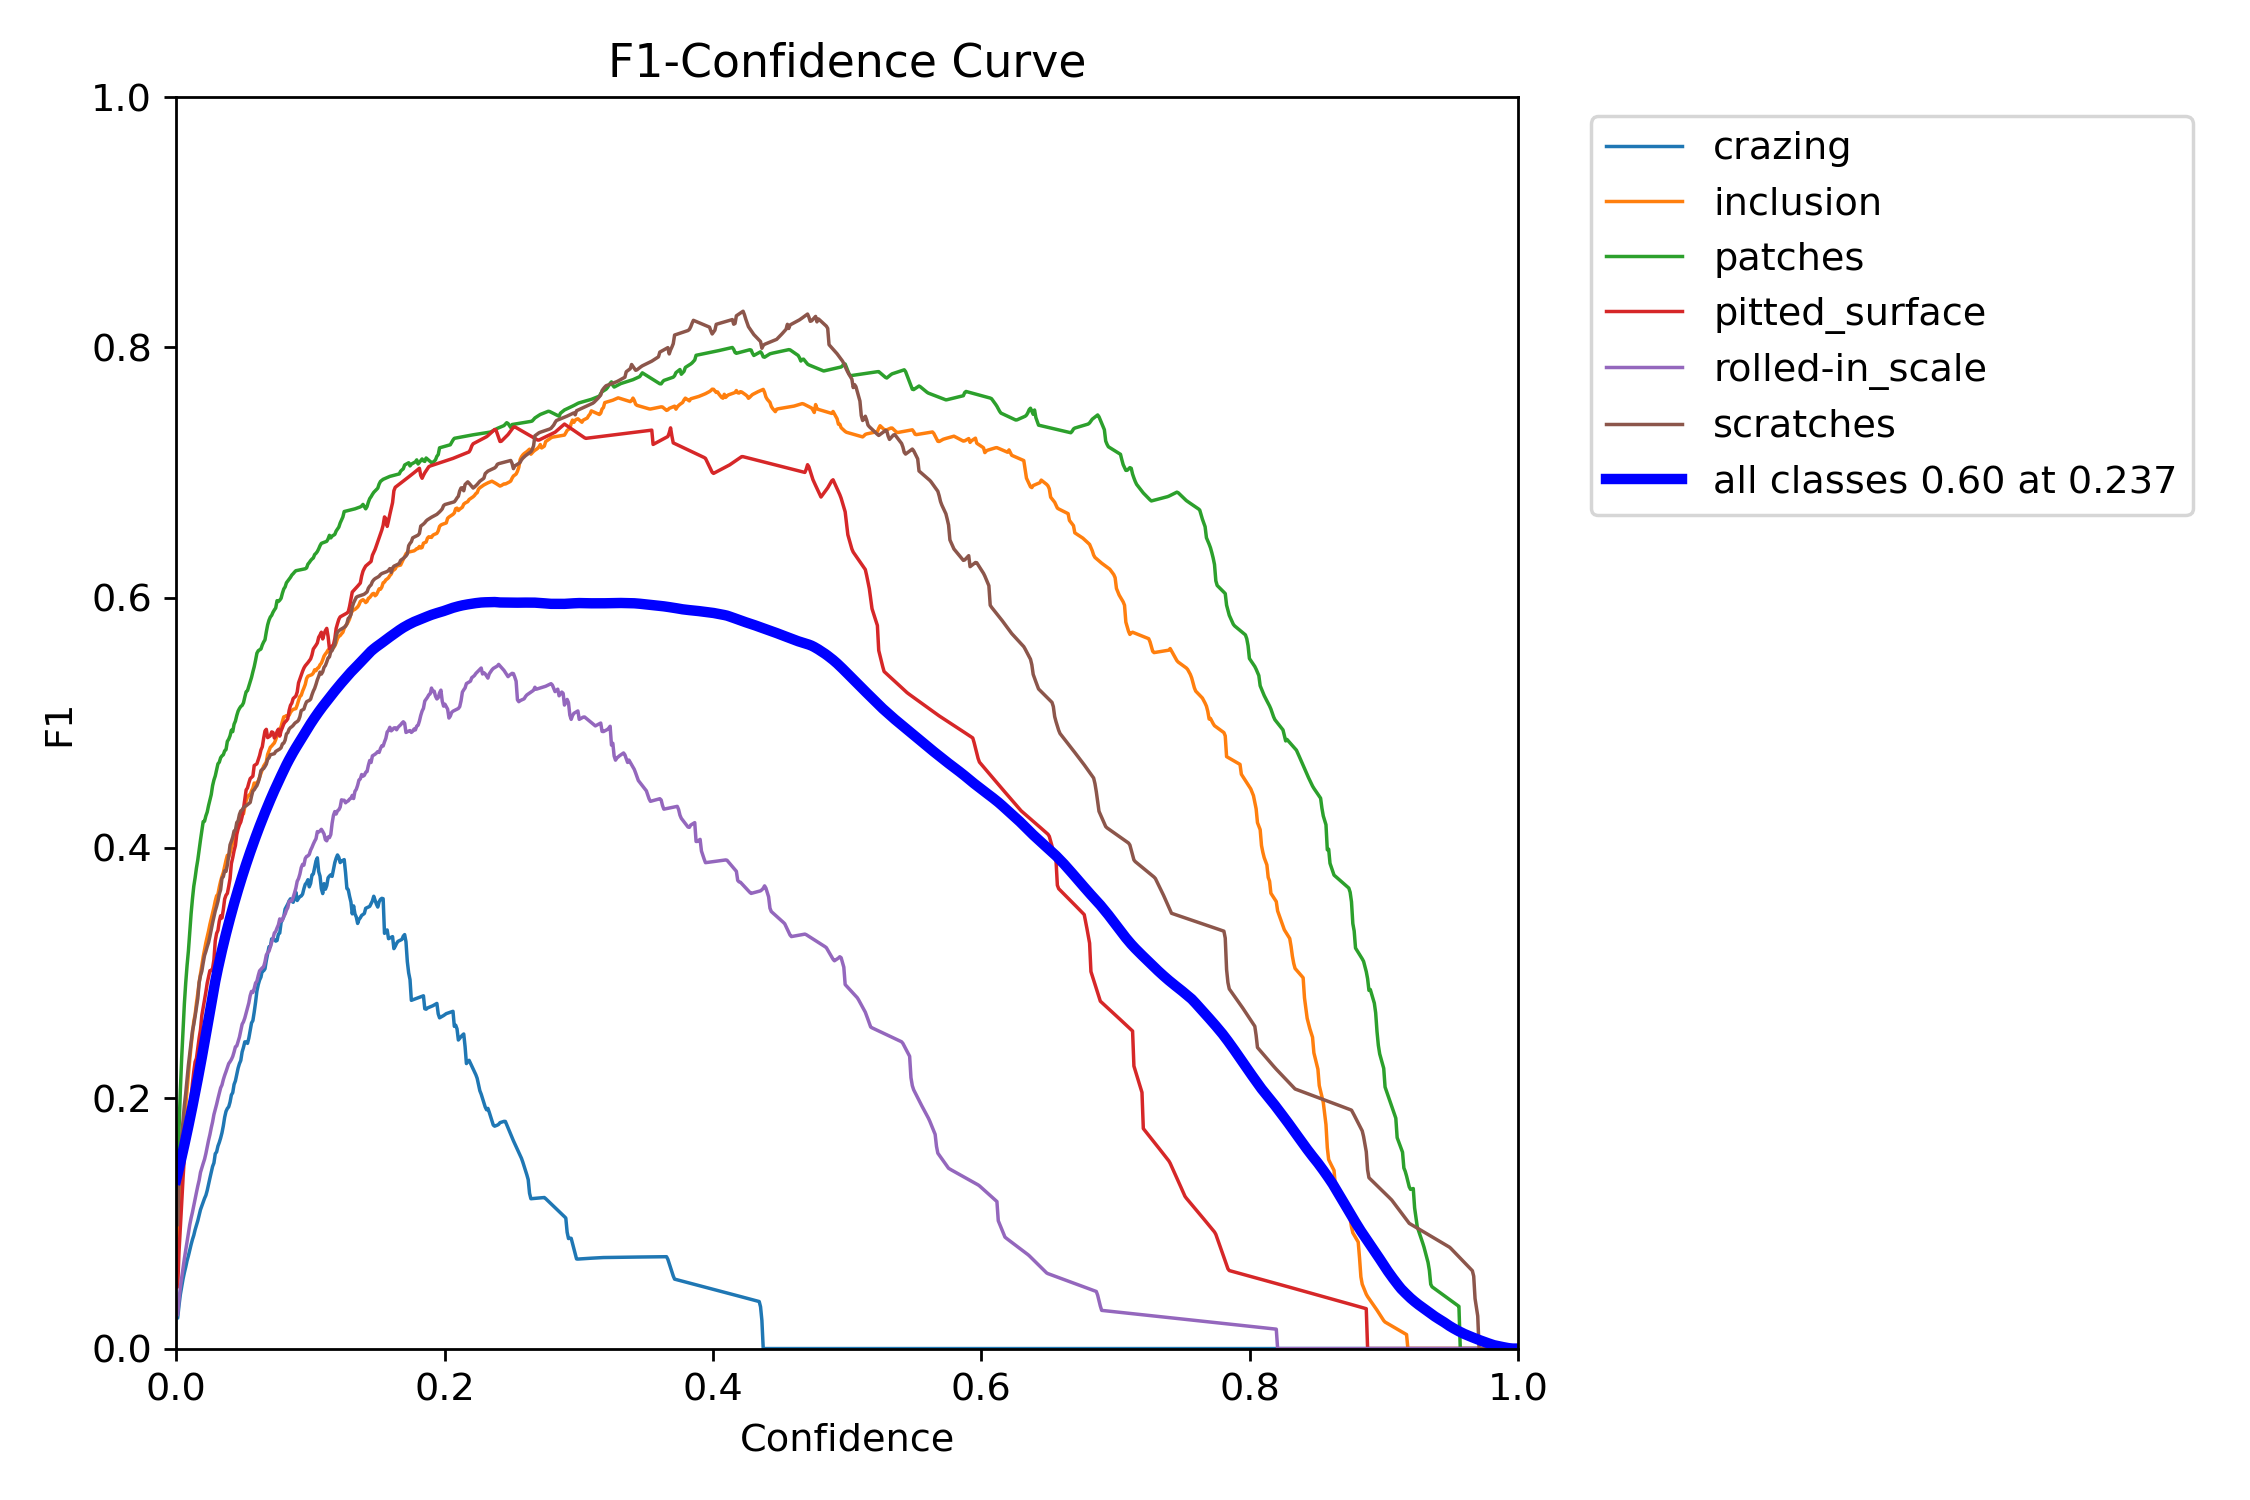 F1-Confidence Curve
1.0
0.8
0.6
0.4
0.2
0.0
F1
0.0 0.2 0.4 0.6 0.8 1.0
Confidence
crazing
inclusion
patches
pitted_surface
rolled-in_scale
scratches
all classes 0.60 at 0.237